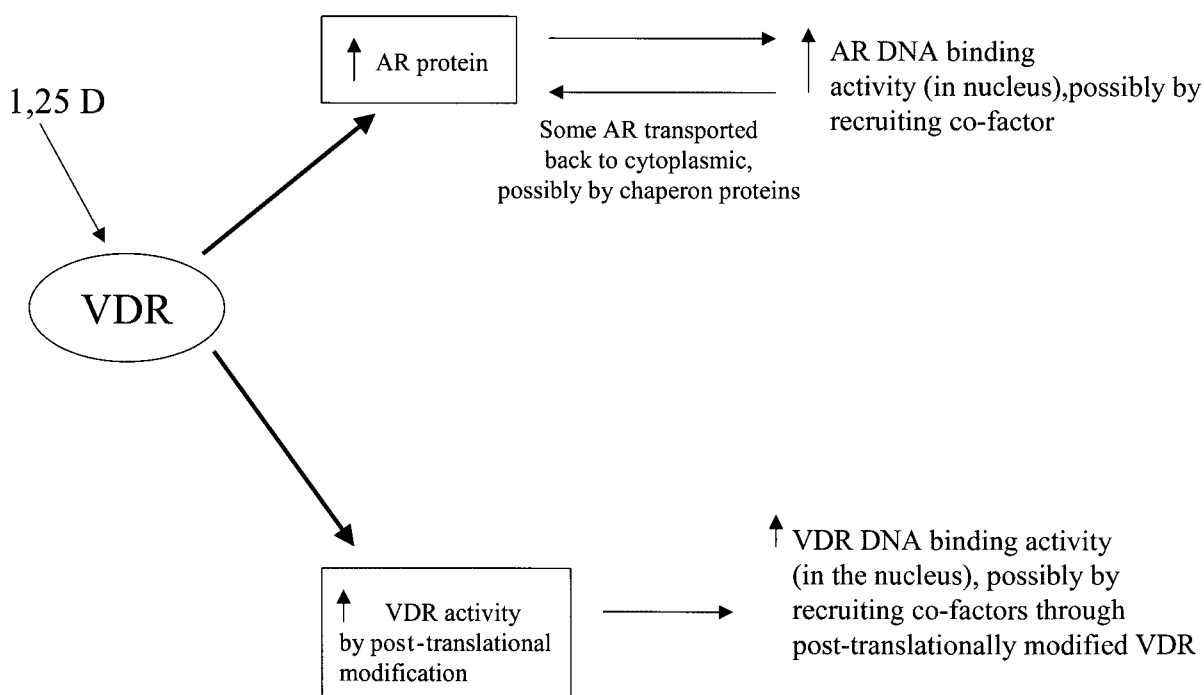 1,25 D
VDR
↑ AR protein
↑ AR DNA binding
activity (in nucleus),possibly by
recruiting co-factor
Some AR transported
back to cytoplasmic,
possibly by chaperon proteins
↑ VDR activity
by post-translational
modification
↑ VDR DNA binding activity
(in the nucleus), possibly by
recruiting co-factors through
post-translationally modified VDR